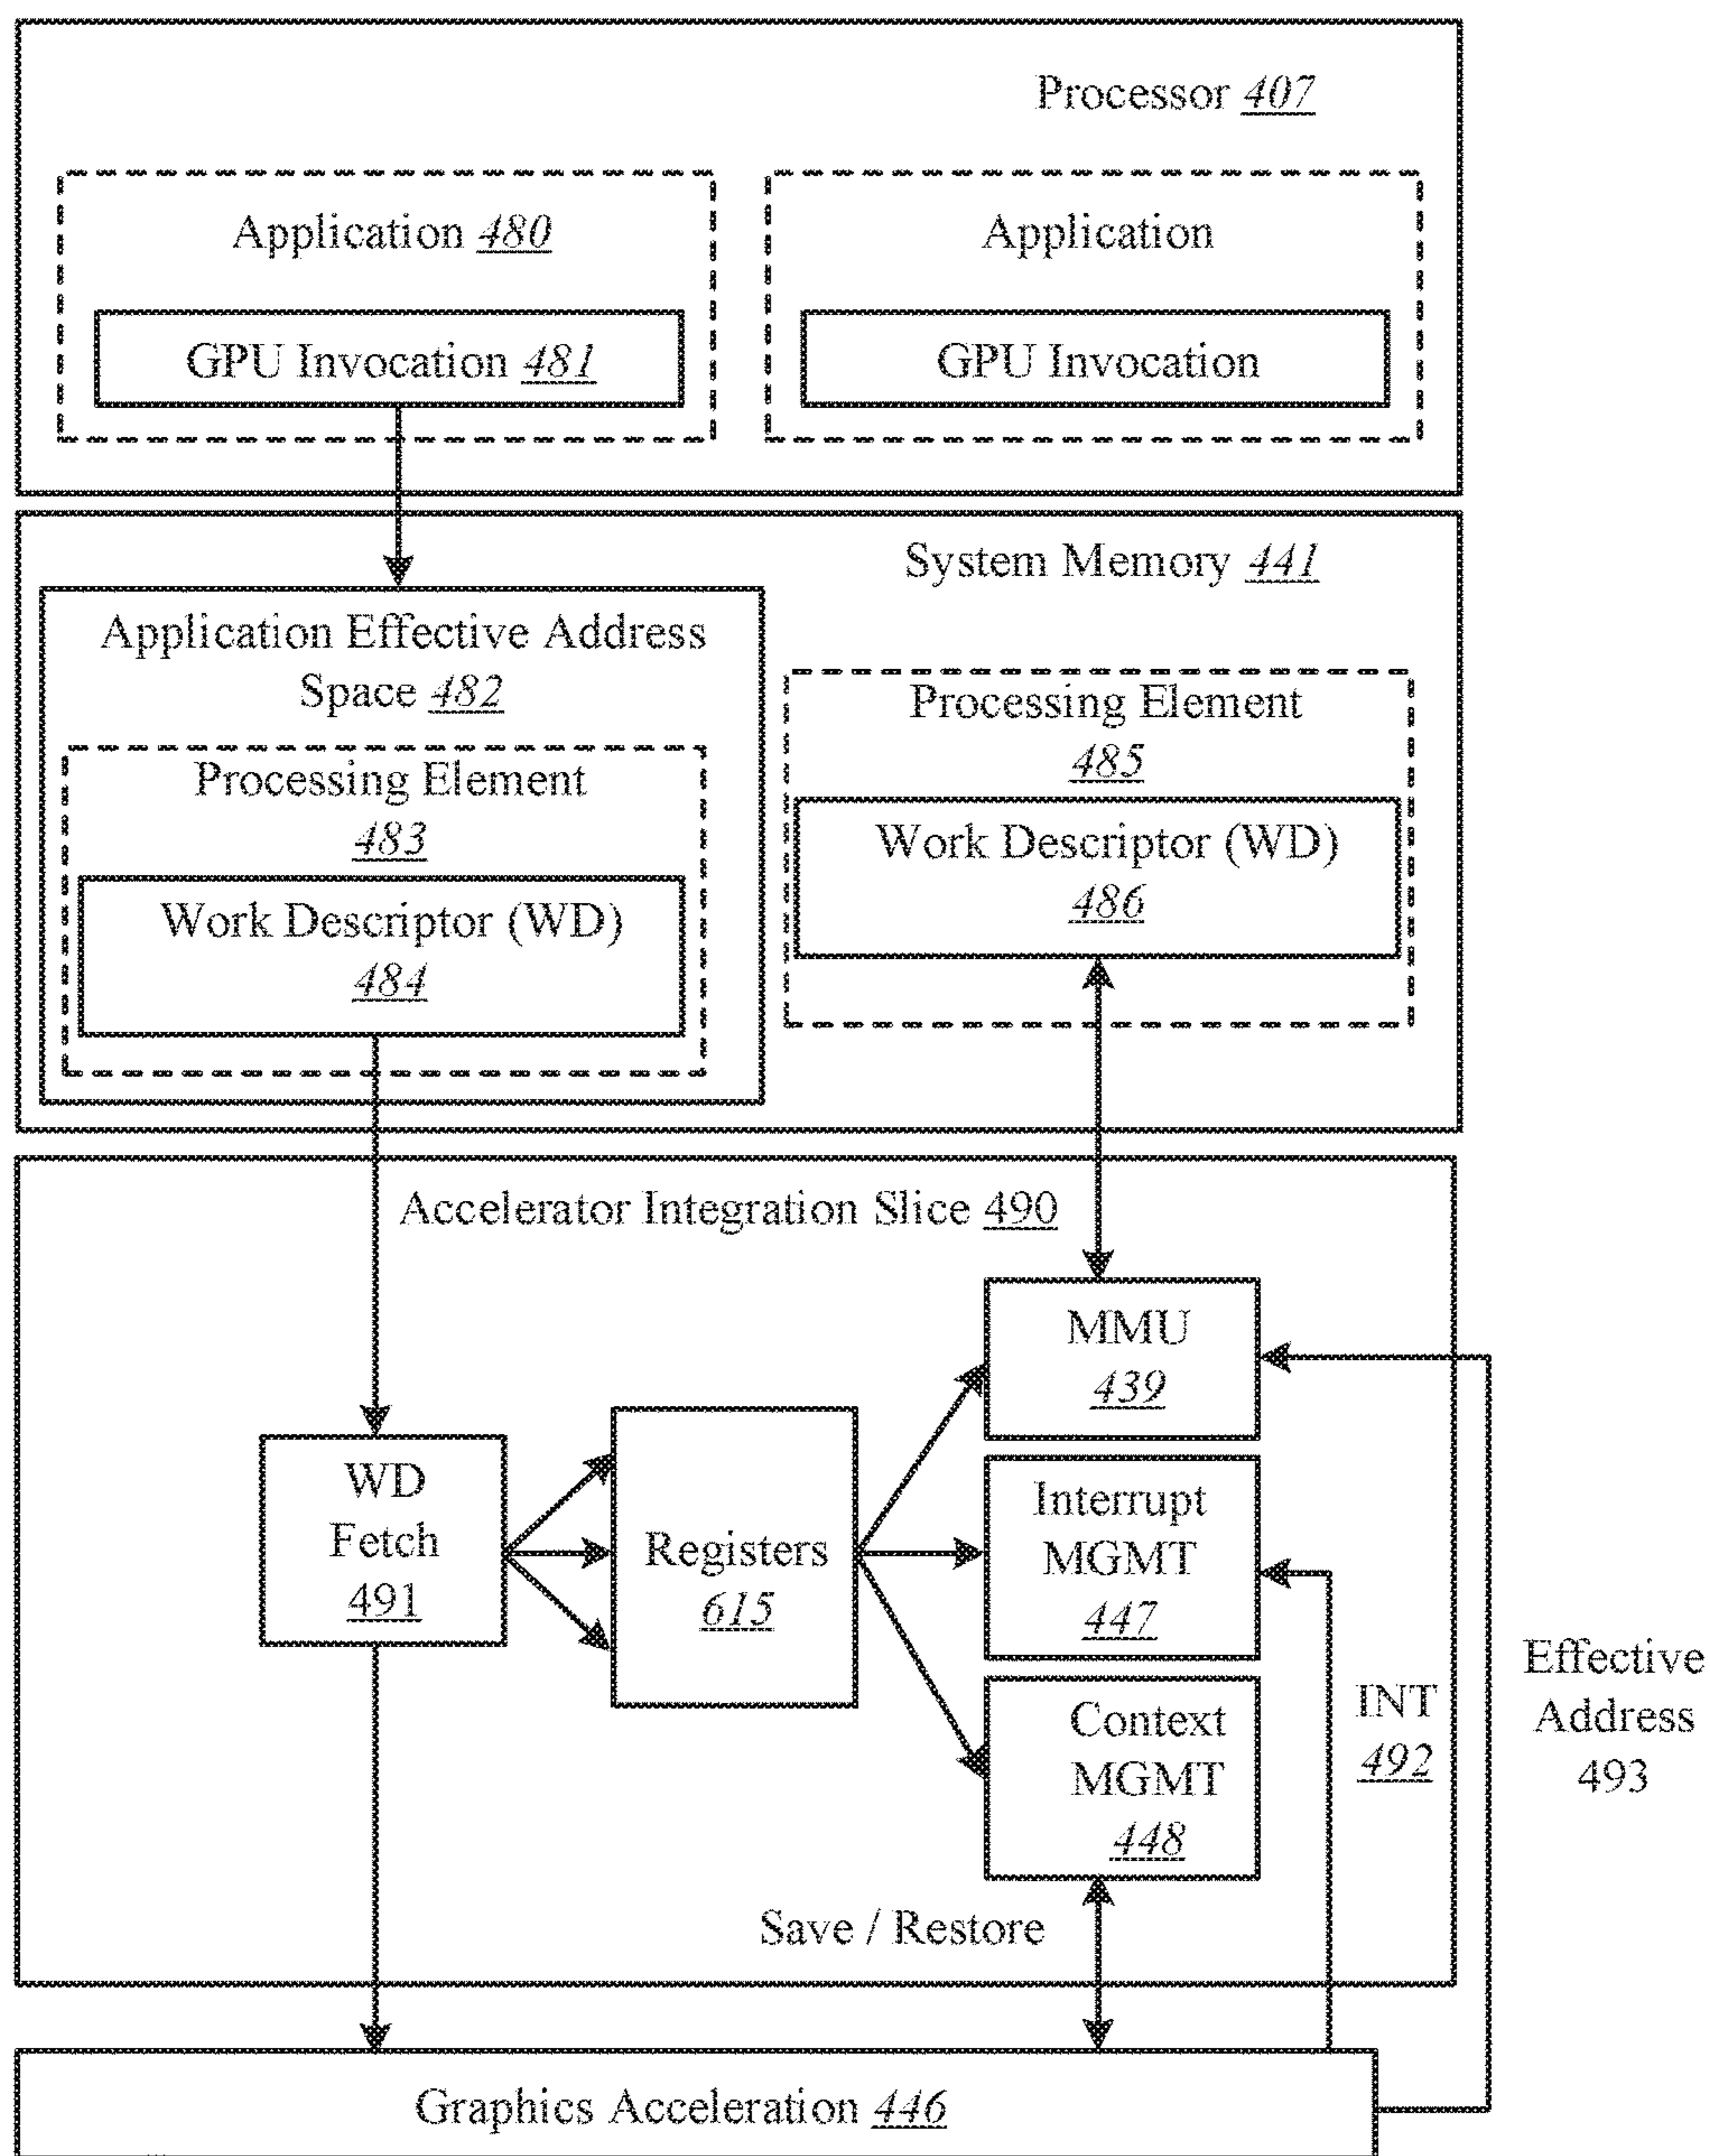 Processor 407
Application 480
Application
GPU Invocation 481
GPU Invocation
System Memory 441
Application Effective Address
Space 482
Processing Element
483
Work Descriptor (WD)
484
Processing Element
485
Work Descriptor (WD)
486
Accelerator Integration Slice 490
WD
Fetch
491
Registers
615
MMU
439
Interrupt
MGMT
447
Context
MGMT
448
INT
492
Effective
Address
493
Save / Restore
Graphics Acceleration 446